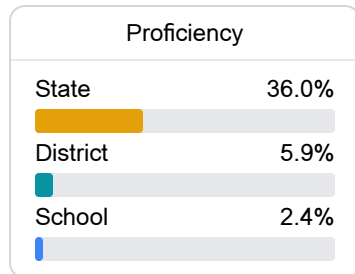 Proficiency
State 36.0%
District 5.9%
School 2.4%